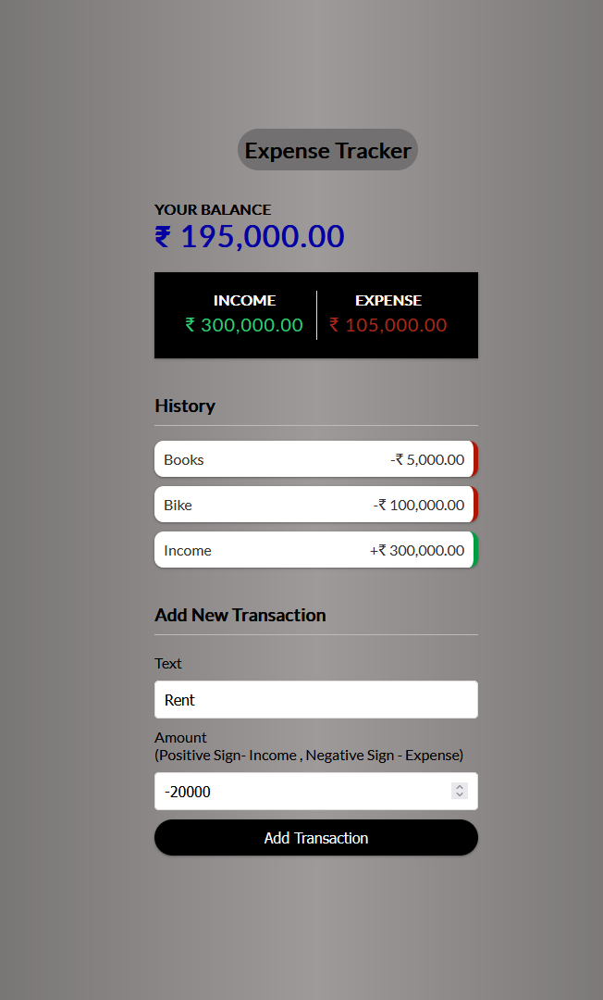 Expense Tracker
YOUR BALANCE
₹ 195,000.00
INCOME EXPENSE
₹ 300,000.00 ₹ 105,000.00
History
Books -₹ 5,000.00
Bike -₹ 100,000.00
Income +₹ 300,000.00
Add New Transaction
Text
Rent
Amount
(Positive Sign- Income , Negative Sign - Expense)
-20000
Add Transaction